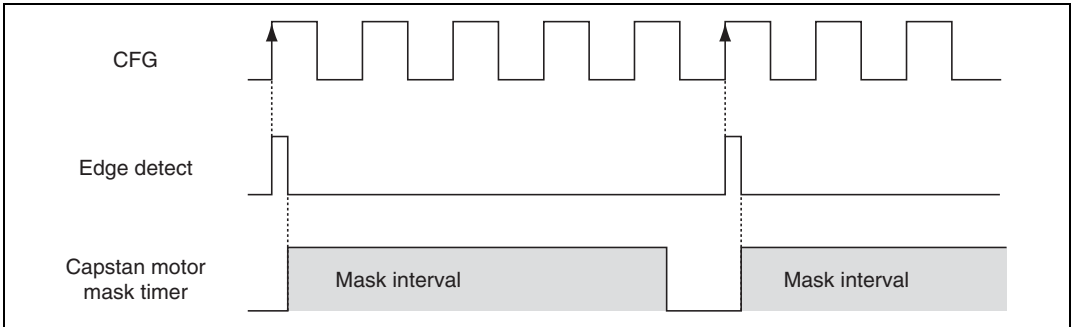 CFG
Edge detect
Capstan motor
mask timer
Mask interval
Mask interval